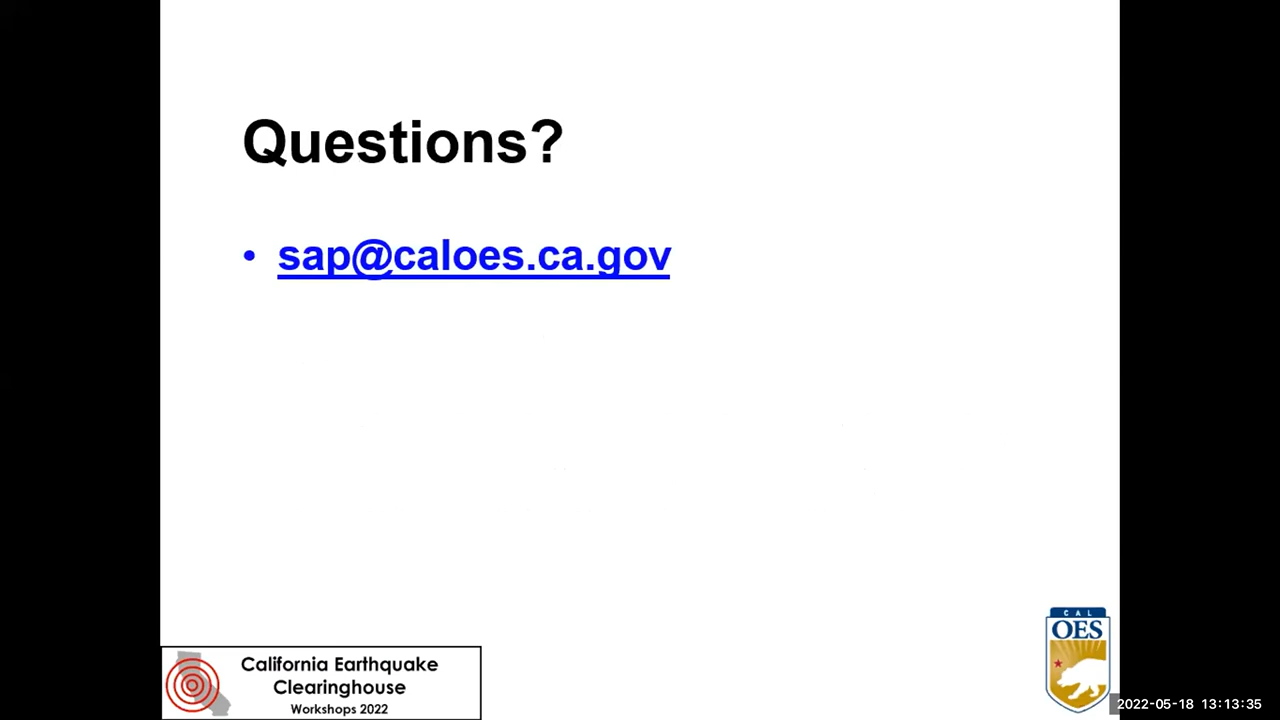 Questions?
• sap@caloes.ca.gov
California Earthquake
Clearinghouse
Workshops 2022
CAL
OES
2022-05-18 13:13:35